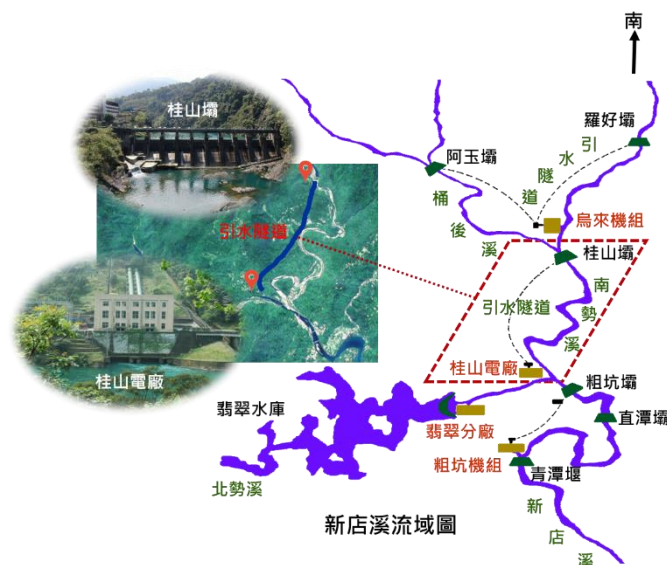 南
桂山壩
羅好壩
阿玉壩
引水隧道
桶後溪
烏來機組
引水隧道
桂山壩
引水隧道
南勢溪
桂山電廠
桂山電廠
粗坑壩
翡翠水庫
直潭壩
翡翠分廠
粗坑機組
青潭堰
北勢溪
新店溪
新店溪流域圖